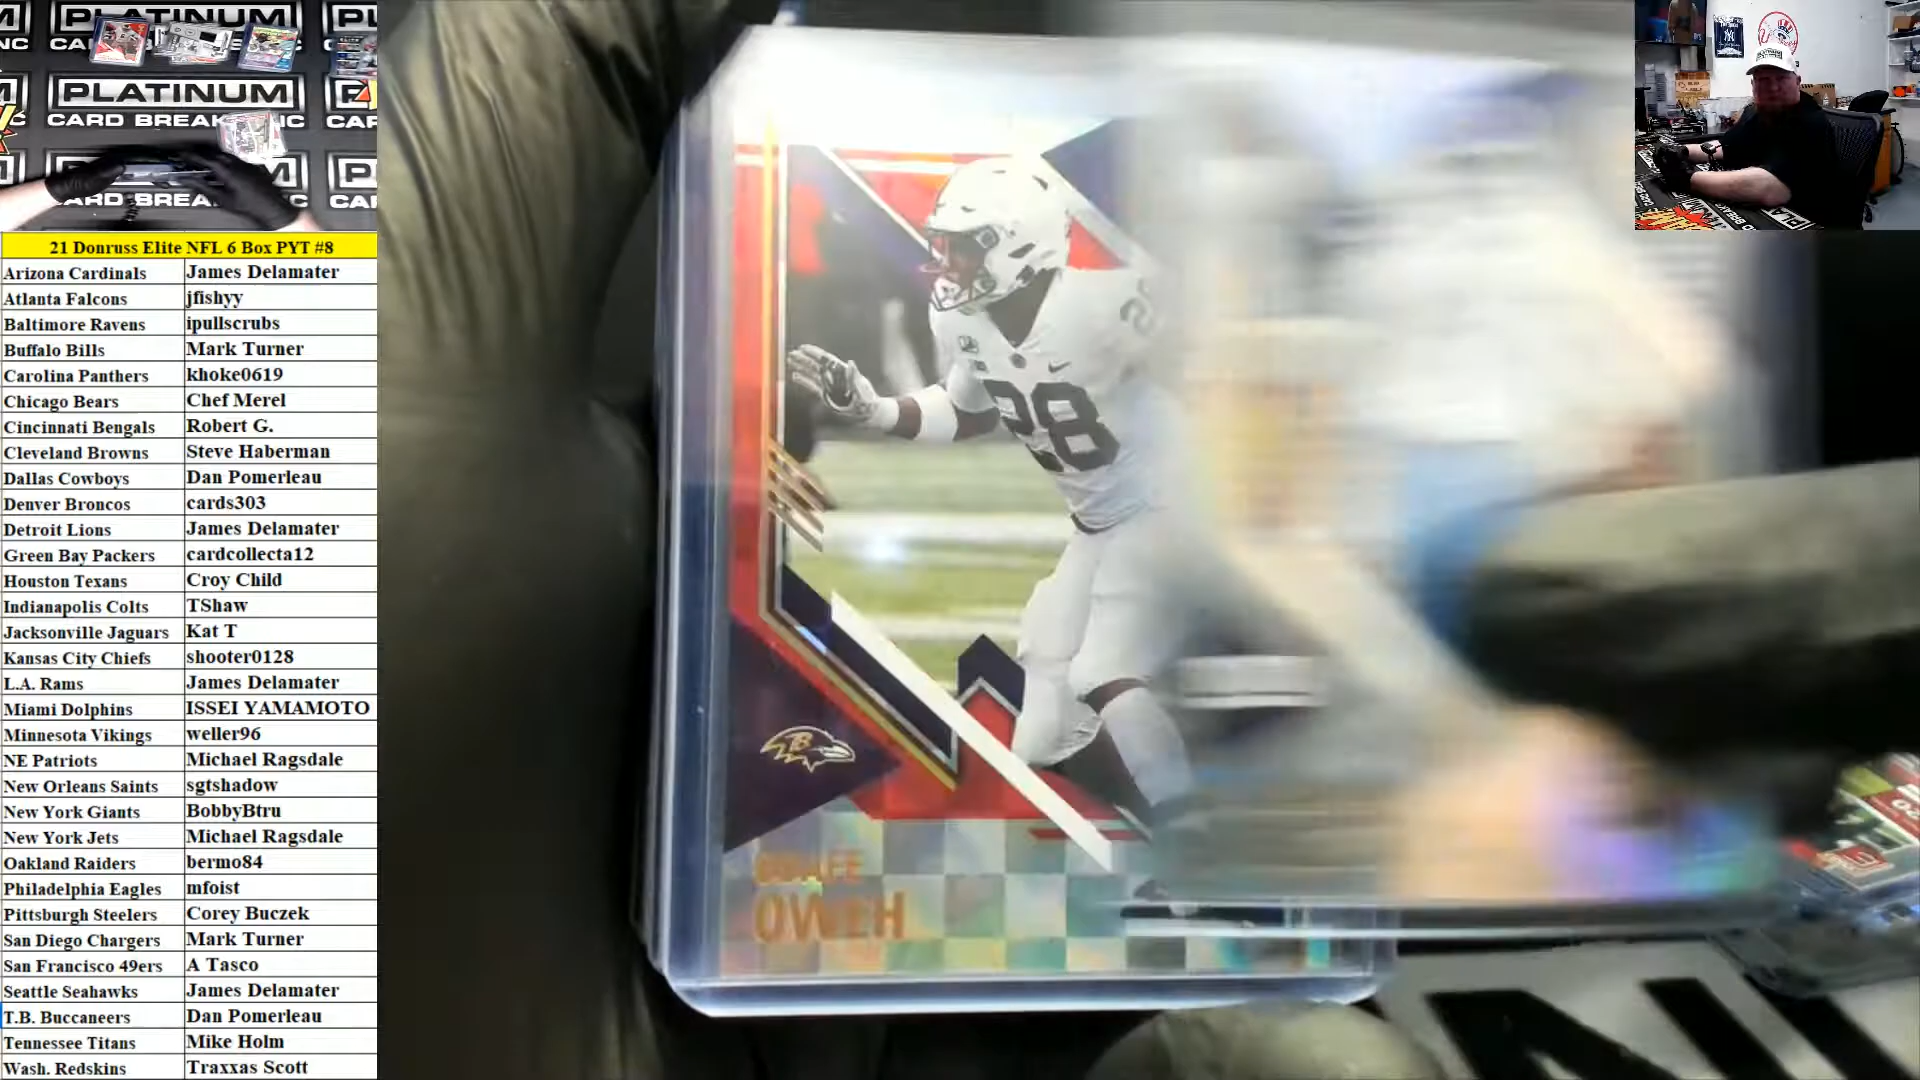 PLATINUM
PLATINUM
CARD BREAK
21 Donruss Elite NFL 6 Box PYT #8
Arizona Cardinals James Delamater
Atlanta Falcons jfishyy
Baltimore Ravens ipullscrubs
Buffalo Bills Mark Turner
Carolina Panthers khoke0619
Chicago Bears Chef Merel
Cincinnati Bengals Robert G.
Cleveland Browns Steve Haberman
Dallas Cowboys Dan Pomerleau
Denver Broncos cards303
Detroit Lions James Delamater
Green Bay Packers cardcollecta12
Houston Texans Croy Child
Indianapolis Colts TShaw
Jacksonville Jaguars Kat T
Kansas City Chiefs shooter0128
L.A. Rams James Delamater
Miami Dolphins ISSEI YAMAMOTO
Minnesota Vikings weller96
NE Patriots Michael Ragsdale
New Orleans Saints sgtshadow
New York Giants BobbyBtru
New York Jets Michael Ragsdale
Oakland Raiders bermo84
Philadelphia Eagles mfoist
Pittsburgh Steelers Corey Buczek
San Diego Chargers Mark Turner
San Francisco 49ers A Tasco
Seattle Seahawks James Delamater
T.B. Buccaneers Dan Pomerleau
Tennessee Titans Mike Holm
Wash. Redskins Traxxas Scott
28
OWEH